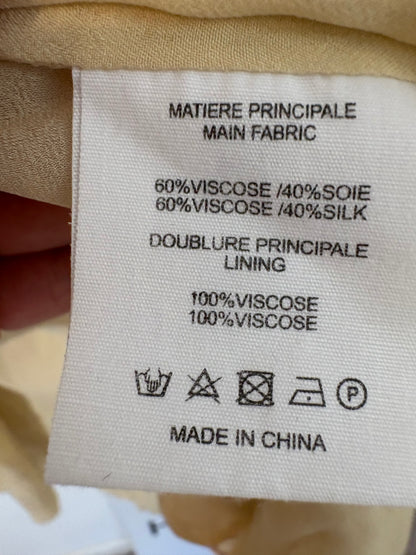 MATIERE PRINCIPALE
MAIN FABRIC
60%VISCOSE /40%SOIE
60%VISCOSE /40%SILK
DOUBLURE PRINCIPALE
LINING
100%VISCOSE
100%VISCOSE
P
MADE IN CHINA